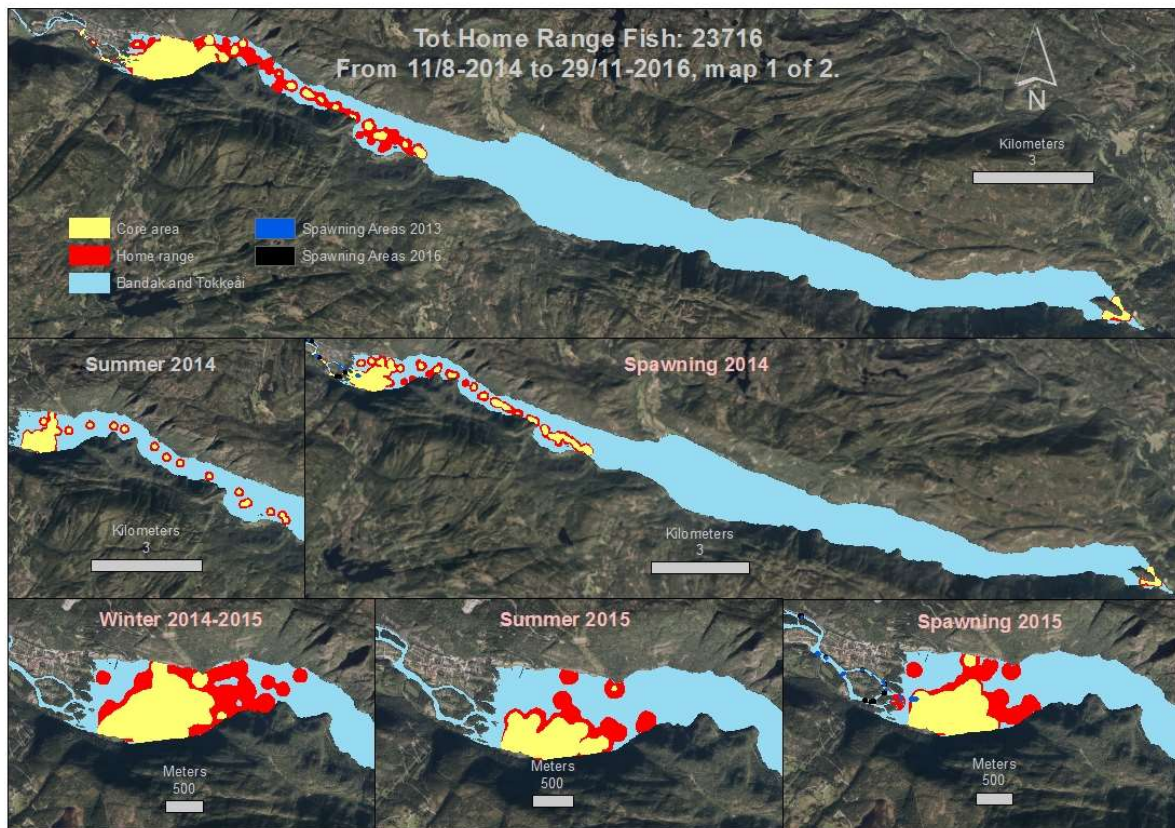 Tot Home Range Fish: 23716
From 11/8-2014 to 29/11-2016, map 1 of 2.
N
Kilometers
3
Core area
Home range
Bandak and Tokkeåi
Spawning Areas 2013
Spawning Areas 2016
Summer 2014
Kilometers
3
Spawning 2014
Kilometers
3
Winter 2014-2015
Meters
500
Summer 2015
Meters
500
Spawning 2015
Meters
500